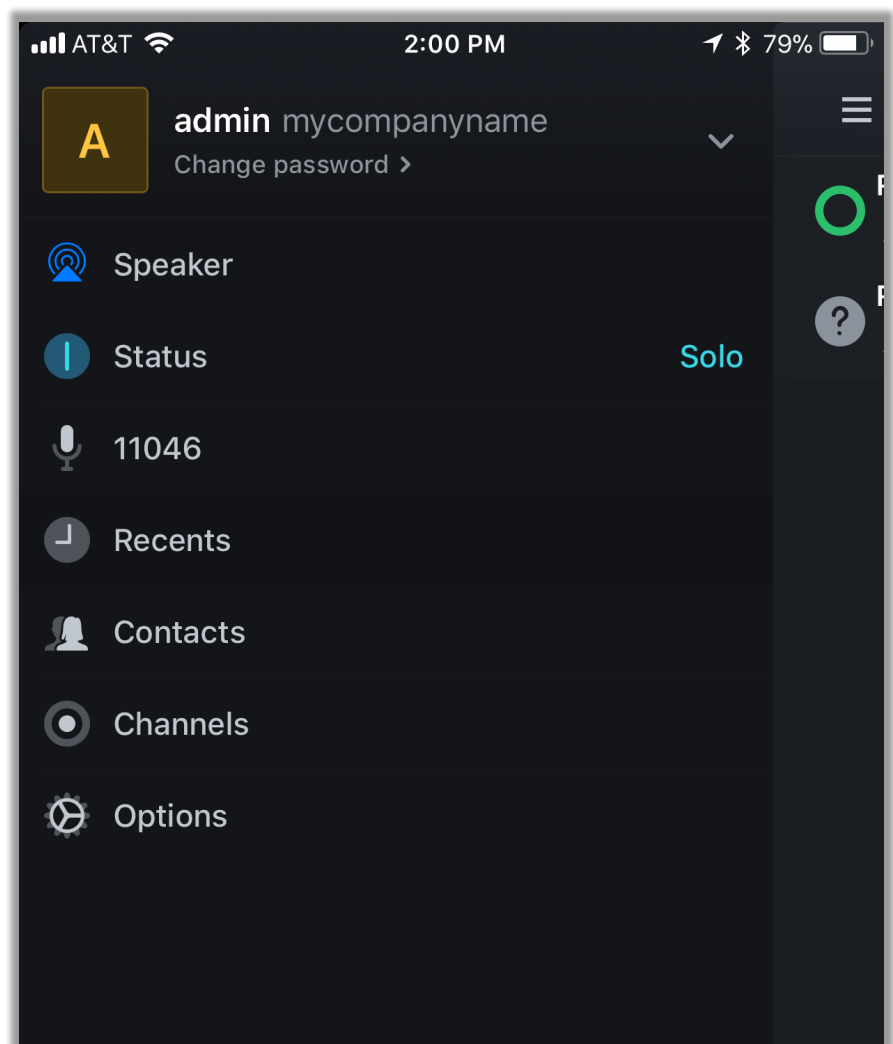 AT&T 2:00 PM 79%
A
admin mycompanyname
Change password >
Speaker
Status Solo
11046
Recents
Contacts
Channels
Options
?